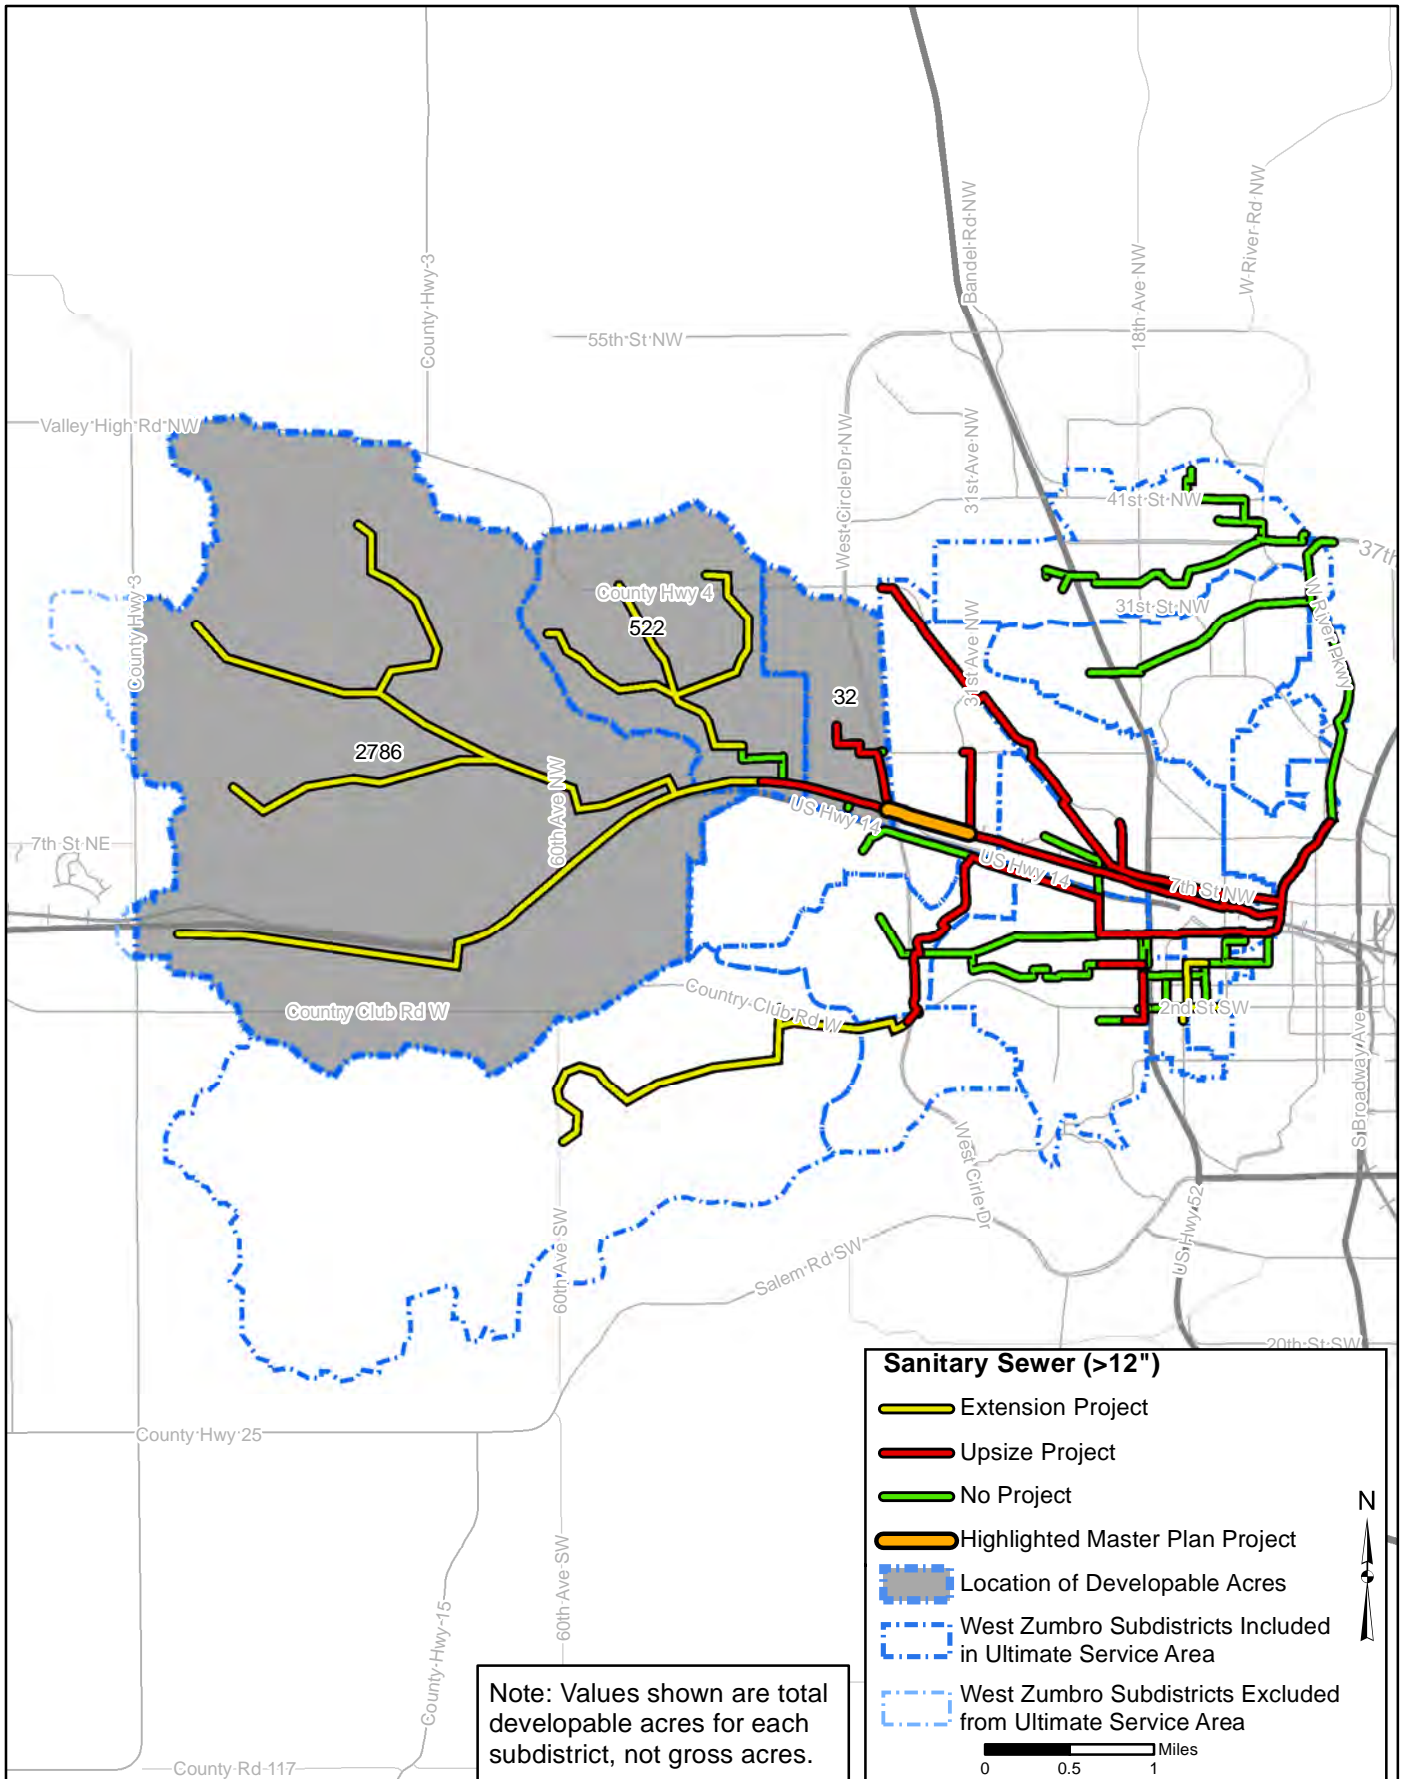 Bandel Rd NW
18th Ave NW
W River Rd NW
County Hwy 3
55th St NW
West Circle Dr NW
31st Ave NW
Valley High Rd NW
41st St NW
37th
County Hwy 3
County Hwy 4
522
31st St NW
W River Pkwy
31st Ave NW
32
2786
60th Ave NW
US Hwy 14
7th St NE
US Hwy 14
7th St NW
Country Club Rd W
Country Club Rd W
2nd St SW
S Broadway Ave
West Cirle Dr
60th Ave SW
Salem Rd SW
US Hwy 52
20th St SW
County Hwy 25
60th Ave SW
County Hwy 15
County Rd 117
Sanitary Sewer (>12")
Extension Project
Upsize Project
No Project
N
Highlighted Master Plan Project
Location of Developable Acres
West Zumbro Subdistricts Included
in Ultimate Service Area
West Zumbro Subdistricts Excluded
from Ultimate Service Area
Miles
0 0.5 1
Note: Values shown are total
developable acres for each
subdistrict, not gross acres.